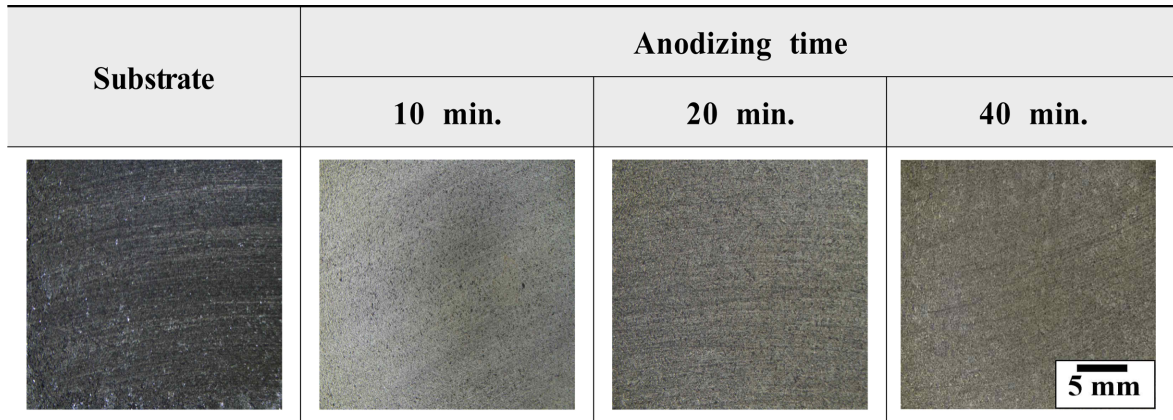 Substrate
Anodizing time
10 min.
20 min.
40 min.
5 mm